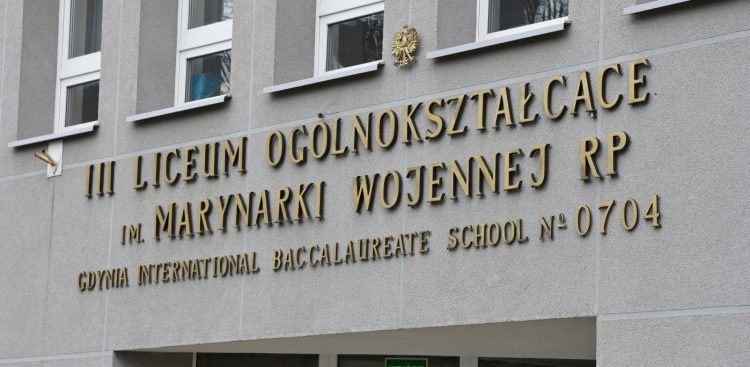 III LICEUM OGÓLNOKSZTAŁCĄCE
IM. MARYNARKI WOJENNEJ RP
GDYNIA INTERNATIONAL BACCALAUREATE SCHOOL Nº 0704